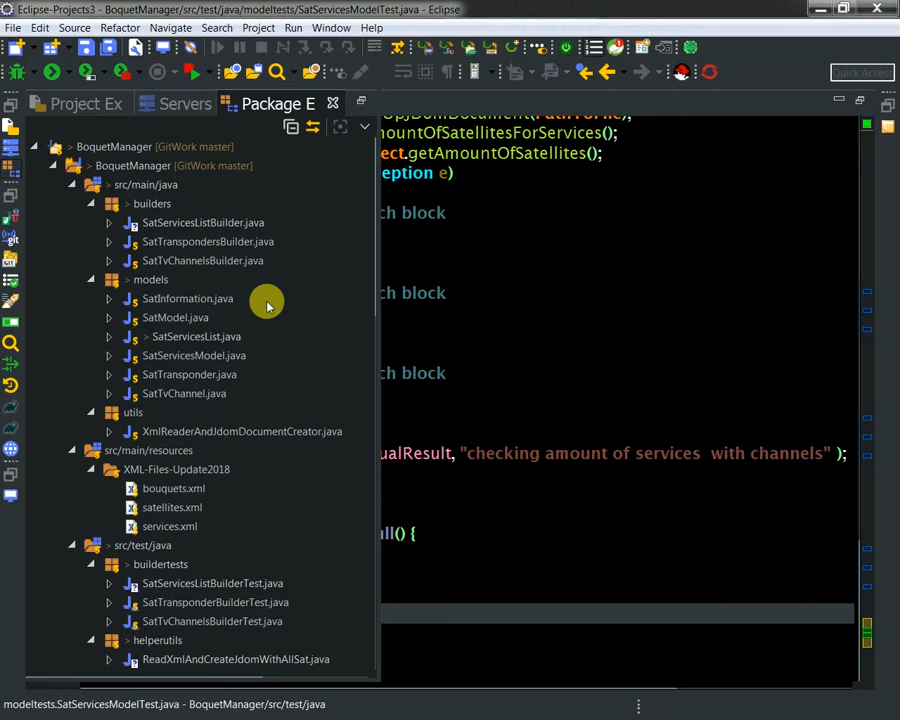 Eclipse-Projects3 - BoquetManager/src/test/java/modeltests/SatServicesModelTest.java - Eclipse
File Edit Source Refactor Navigate Search Project Run Window Help
Quick Access
Project Ex Servers Package E
BoquetManager [GitWork master]
> BoquetManager [GitWork master]
> src/main/java
> builders
SatServicesListBuilder.java
SatTranspondersBuilder.java
SatTvChannelsBuilder.java
> models
SatInformation.java
SatModel.java
> SatServicesList.java
SatServicesModel.java
SatTransponder.java
SatTvChannel.java
utils
XmlReaderAndJdomDocumentCreator.java
src/main/resources
XML-Files-Update2018
bouquets.xml
satellites.xml
services.xml
> src/test/java
> buildertests
SatServicesListBuilderTest.java
SatTransponderBuilderTest.java
SatTvChannelsBuilderTest.java
> helperutils
ReadXmlAndCreateJdomWithAllSat.java
mountOfSatellitesForServices();
ect.getAmountOfSatellites();
ception e)
ch block
ch block
ch block
ualResult, "checking amount of services with channels" );
ull() {
modeltests.SatServicesModelTest.java - BoquetManager/src/test/java